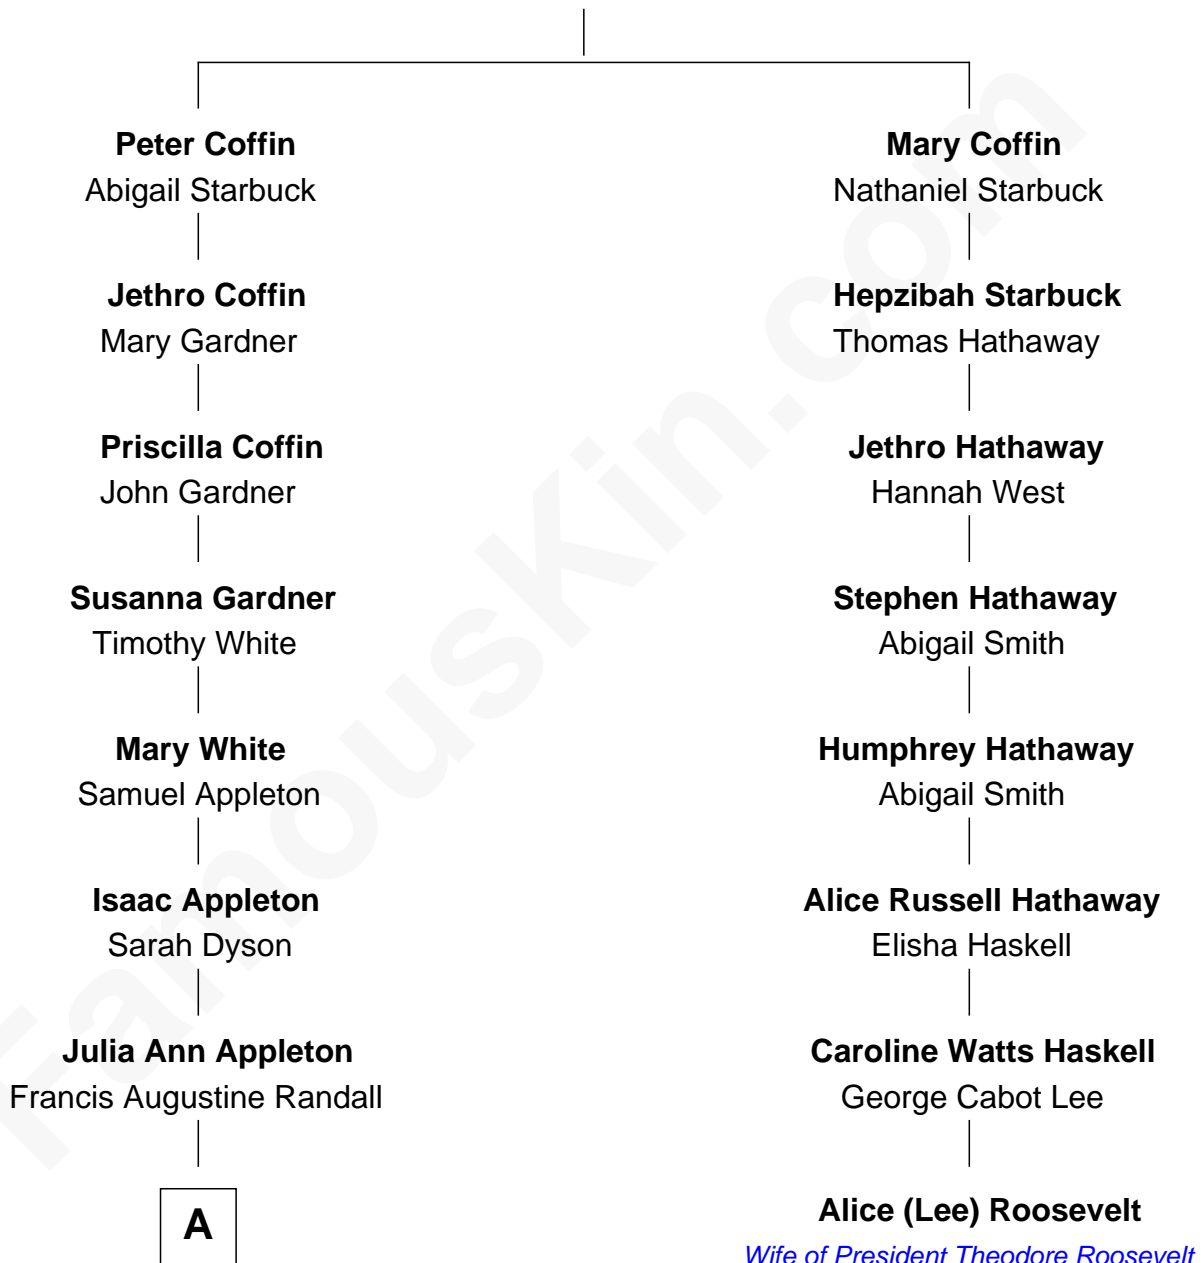 Peter Coffin
Abigail Starbuck
Jethro Coffin
Mary Gardner
Priscilla Coffin
John Gardner
Susanna Gardner
Timothy White
Mary White
Samuel Appleton
Isaac Appleton
Sarah Dyson
Julia Ann Appleton
Francis Augustine Randall
A
Mary Coffin
Nathaniel Starbuck
Hepzibah Starbuck
Thomas Hathaway
Jethro Hathaway
Hannah West
Stephen Hathaway
Abigail Smith
Humphrey Hathaway
Abigail Smith
Alice Russell Hathaway
Elisha Haskell
Caroline Watts Haskell
George Cabot Lee
Alice (Lee) Roosevelt
Wife of President Theodore Roosevelt
FamousKin.com